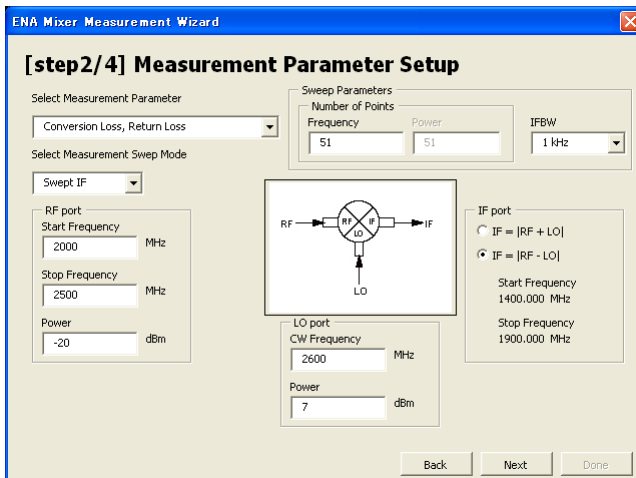 ENA Mixer Measurement Wizard
[step2/4] Measurement Parameter Setup
Select Measurement Parameter
Conversion Loss, Return Loss
Select Measurement Swep Mode
Swept IF
Sweep Parameters
Number of Points
Frequency
51
Power
51
IFBW
1 kHz
RF port
Start Frequency
2000 MHz
Stop Frequency
2500 MHz
Power
-20 dBm
RF
RF IF
LO
IF
LO
LO port
CW Frequency
2600 MHz
Power
7 dBm
IF port
IF = |RF + LO|
IF = |RF - LO|
Start Frequency
1400.000 MHz
Stop Frequency
1900.000 MHz
Back
Next
Done